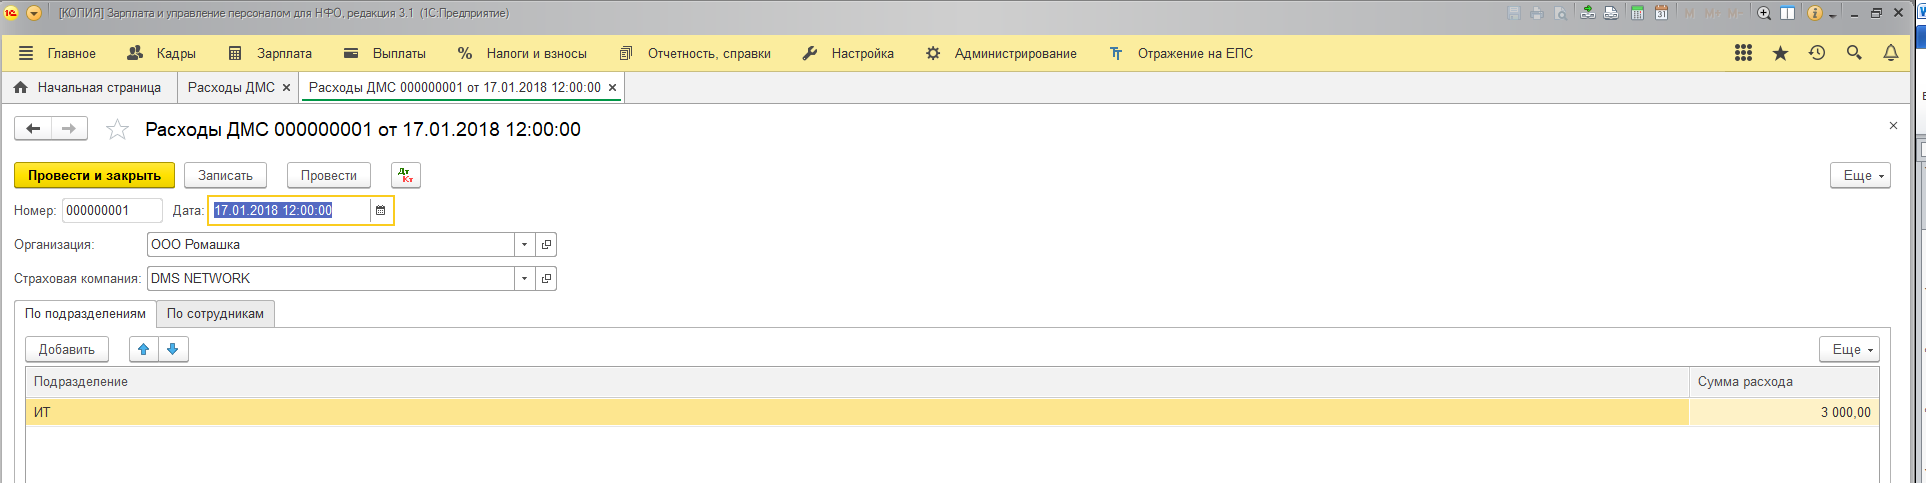 [КОПИЯ] Зарплата и управление персоналом для НФО, редакция 3.1 (1С:Предприятие)
M M+ M-
Главное Кадры Зарплата Выплаты % Налоги и взносы Отчетность, справки Настройка Администрирование Отражение на ЕПС
Начальная страница Расходы ДМС × Расходы ДМС 000000001 от 17.01.2018 12:00:00 ×
Расходы ДМС 000000001 от 17.01.2018 12:00:00
Провести и закрыть Записать Провести Дт Кт Еще
Номер: 000000001 Дата: 17.01.2018 12:00:00
Организация: ООО Ромашка
Страховая компания: DMS NETWORK
По подразделениям По сотрудникам
Добавить Еще
Подразделение Сумма расхода
ИТ 3 000,00